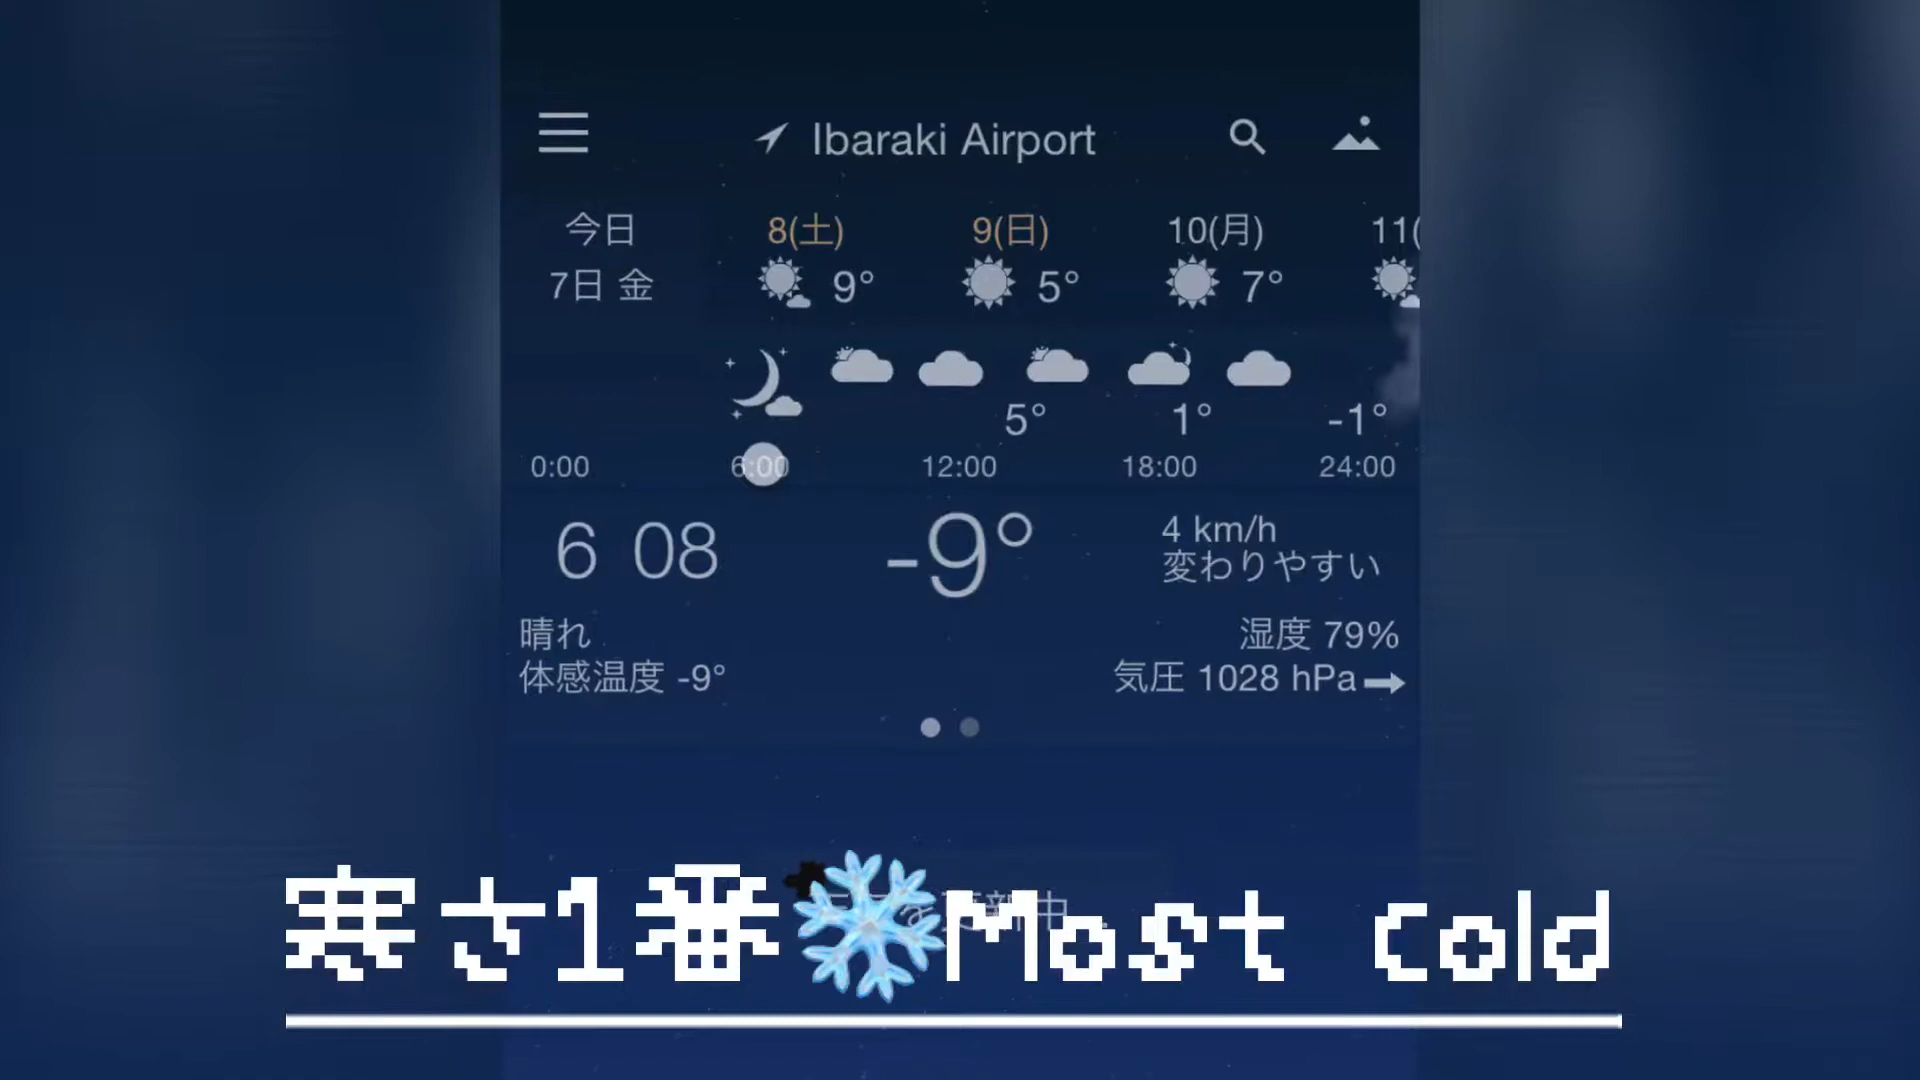 Ibaraki Airport
今日 8(土) 9(日) 10(月) 11(
7日 金 9° 5° 7°
5° 1° -1°
0:00 6:00 12:00 18:00 24:00
6 08 -9° 4 km/h
変わりやすい
晴れ 湿度 79%
体感温度 -9° 気圧 1028 hPa
寒さ1番 Most cold